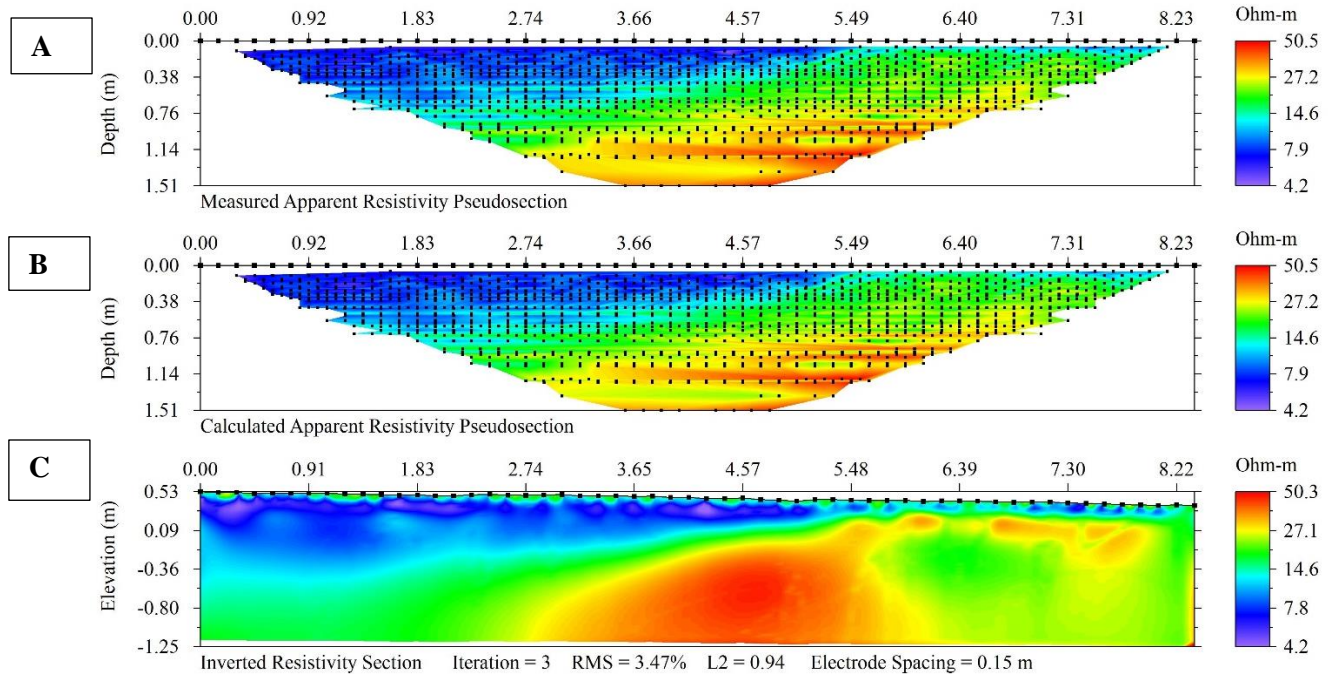 A
0.00 0.92 1.83 2.74 3.66 4.57 5.49 6.40 7.31 8.23
Ohm-m
Depth (m)
0.00
0.38
0.76
1.14
1.51
50.5
27.2
14.6
7.9
4.2
Measured Apparent Resistivity Pseudosection
B
0.00 0.92 1.83 2.74 3.66 4.57 5.49 6.40 7.31 8.23
Ohm-m
Depth (m)
0.00
0.38
0.76
1.14
1.51
50.5
27.2
14.6
7.9
4.2
Calculated Apparent Resistivity Pseudosection
C
0.00 0.91 1.83 2.74 3.65 4.57 5.48 6.39 7.30 8.22
Ohm-m
Elevation (m)
0.53
0.09
-0.36
-0.80
-1.25
50.3
27.1
14.6
7.8
4.2
Inverted Resistivity Section Iteration = 3 RMS = 3.47% L2 = 0.94 Electrode Spacing = 0.15 m